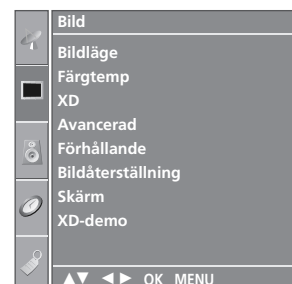 Bild
Bildläge
Färgtemp
XD
Avancerad
Förhållande
Bildåterställning
Skärm
XD-demo
▲▼ ◄► OK MENU